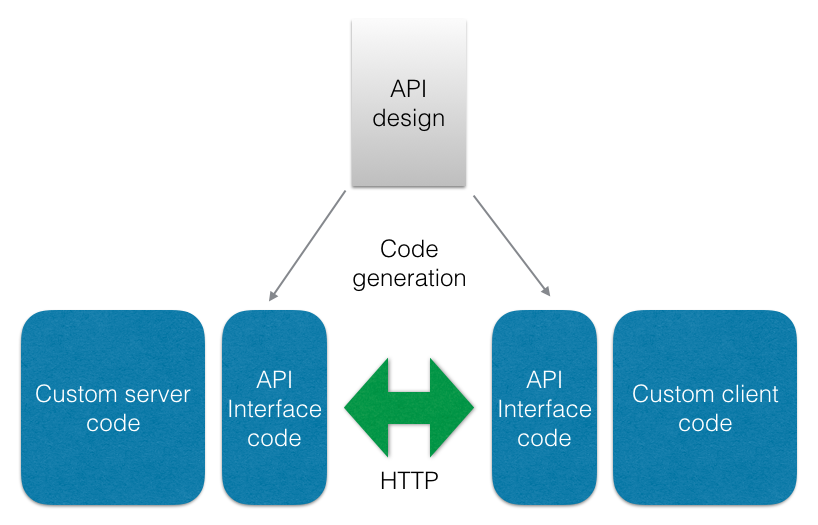 API
design
Code
generation
Custom server
code
API
Interface
code
API
Interface
code
Custom client
code
HTTP